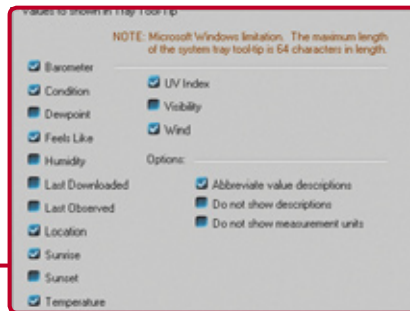 Values to shown in Tray Tool-Tip
NOTE: Microsoft Windows limitation. The maximum length
of the system tray tool-tip is 64 characters in length.
Barometer
Condition
Dewpoint
Feels Like
Humidity
Last Downloaded
Last Observed
Location
Sunrise
Sunset
Temperature
UV Index
Visibility
Wind
Options:
Abbreviate value descriptions
Do not show descriptions
Do not show measurement units